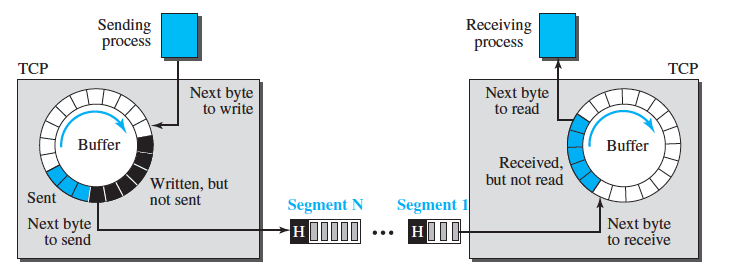 Sending
process
Receiving
process
TCP
TCP
Next byte
to write
Next byte
to read
Buffer
Buffer
Received,
but not read
Written, but
not sent
Sent
Segment N
Segment 1
Next byte
to send
Next byte
to receive
H
...
H